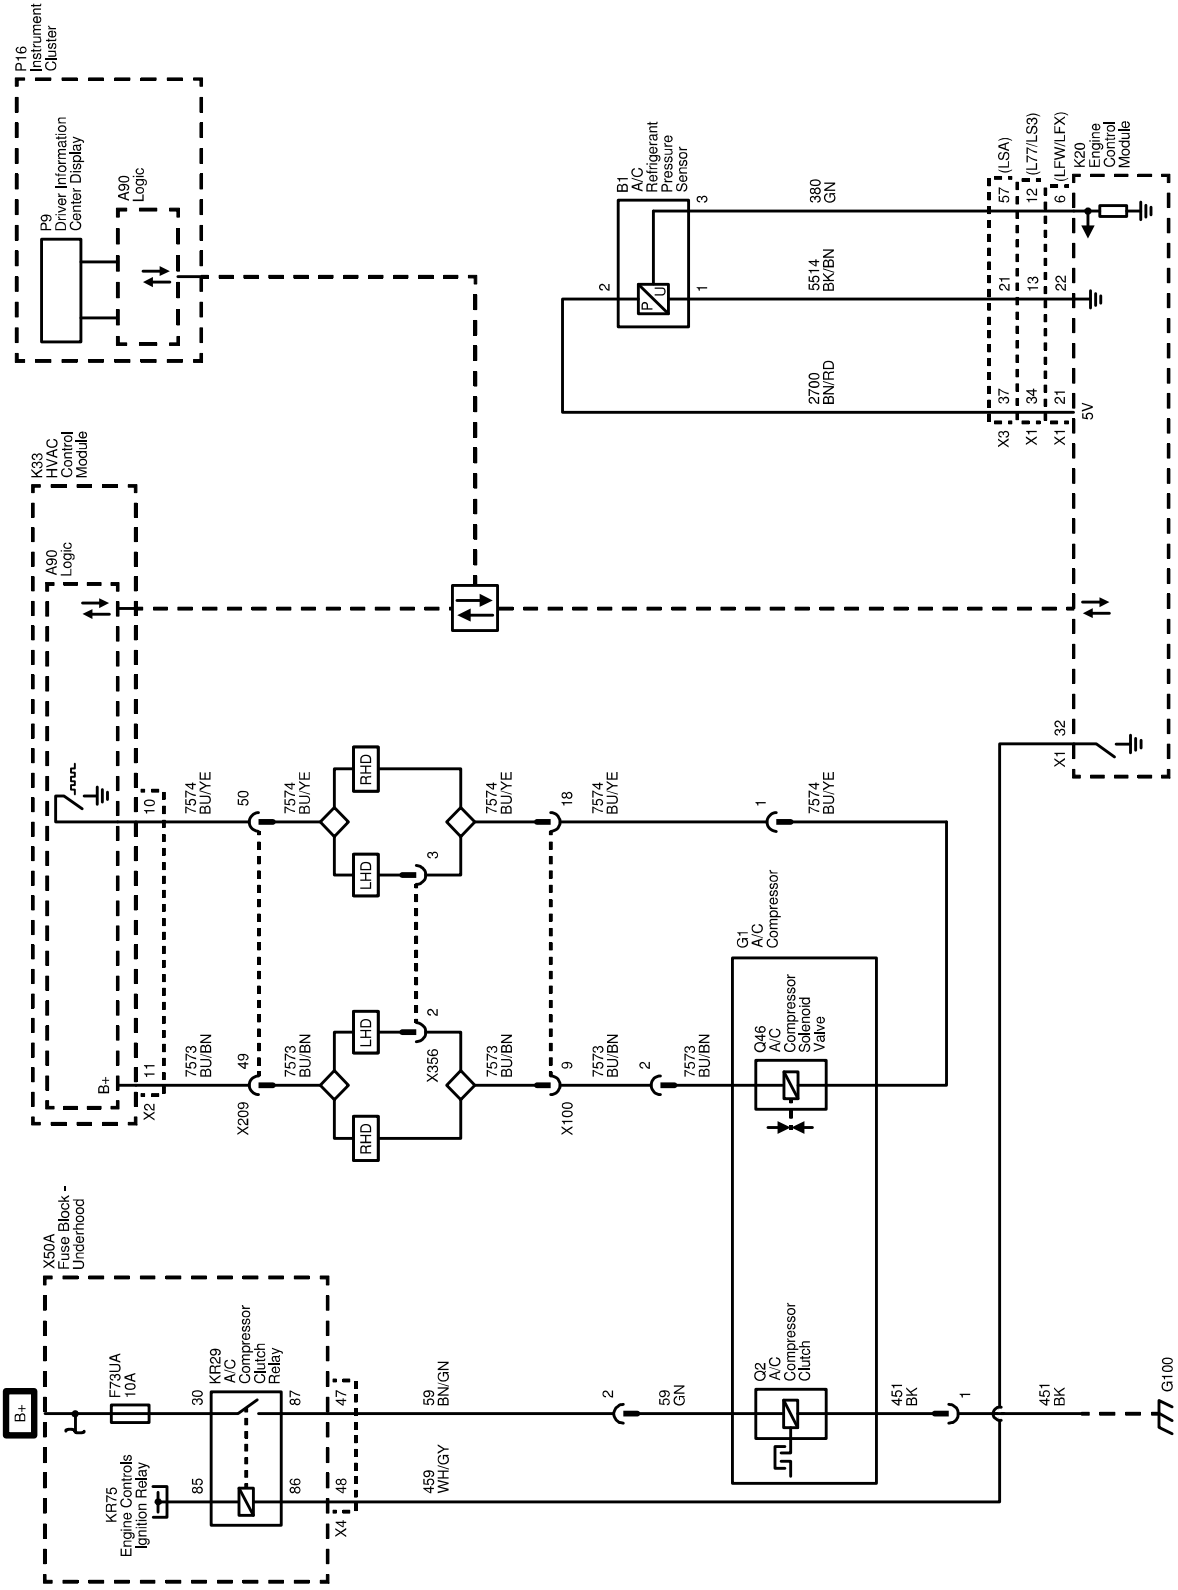 B+
X50A
Fuse Block -
Underhood
KR75
Engine Controls
Ignition Relay
F73UA
10A
85
30
KR29
A/C
Compressor
Clutch
Relay
86
87
X4
48
47
459
WH/GY
59
BN/GN
2
59
GN
Q2
A/C
Compressor
Clutch
451
BK
1
451
BK
G100
K33
HVAC
Control
Module
A90
Logic
B+
X2
11
10
7573
BU/BN
7574
BU/YE
X209
49
50
7573
BU/BN
7574
BU/YE
RHD
LHD
LHD
RHD
X356
2
3
7573
BU/BN
7574
BU/YE
X100
9
18
7573
BU/BN
7574
BU/YE
2
1
7573
BU/BN
7574
BU/YE
G1
A/C
Compressor
Q46
A/C
Compressor
Solenoid
Valve
P16
Instrument
Cluster
P9
Driver Information
Center Display
A90
Logic
B1
A/C
Refrigerant
Pressure
Sensor
2
P
U
1
3
2700
BN/RD
5514
BK/BN
380
GN
X3
37
21
57
(LSA)
X1
34
13
12
(L77/LS3)
X1
21
22
6
(LFW/LFX)
K20
Engine
Control
Module
5V
X1
32